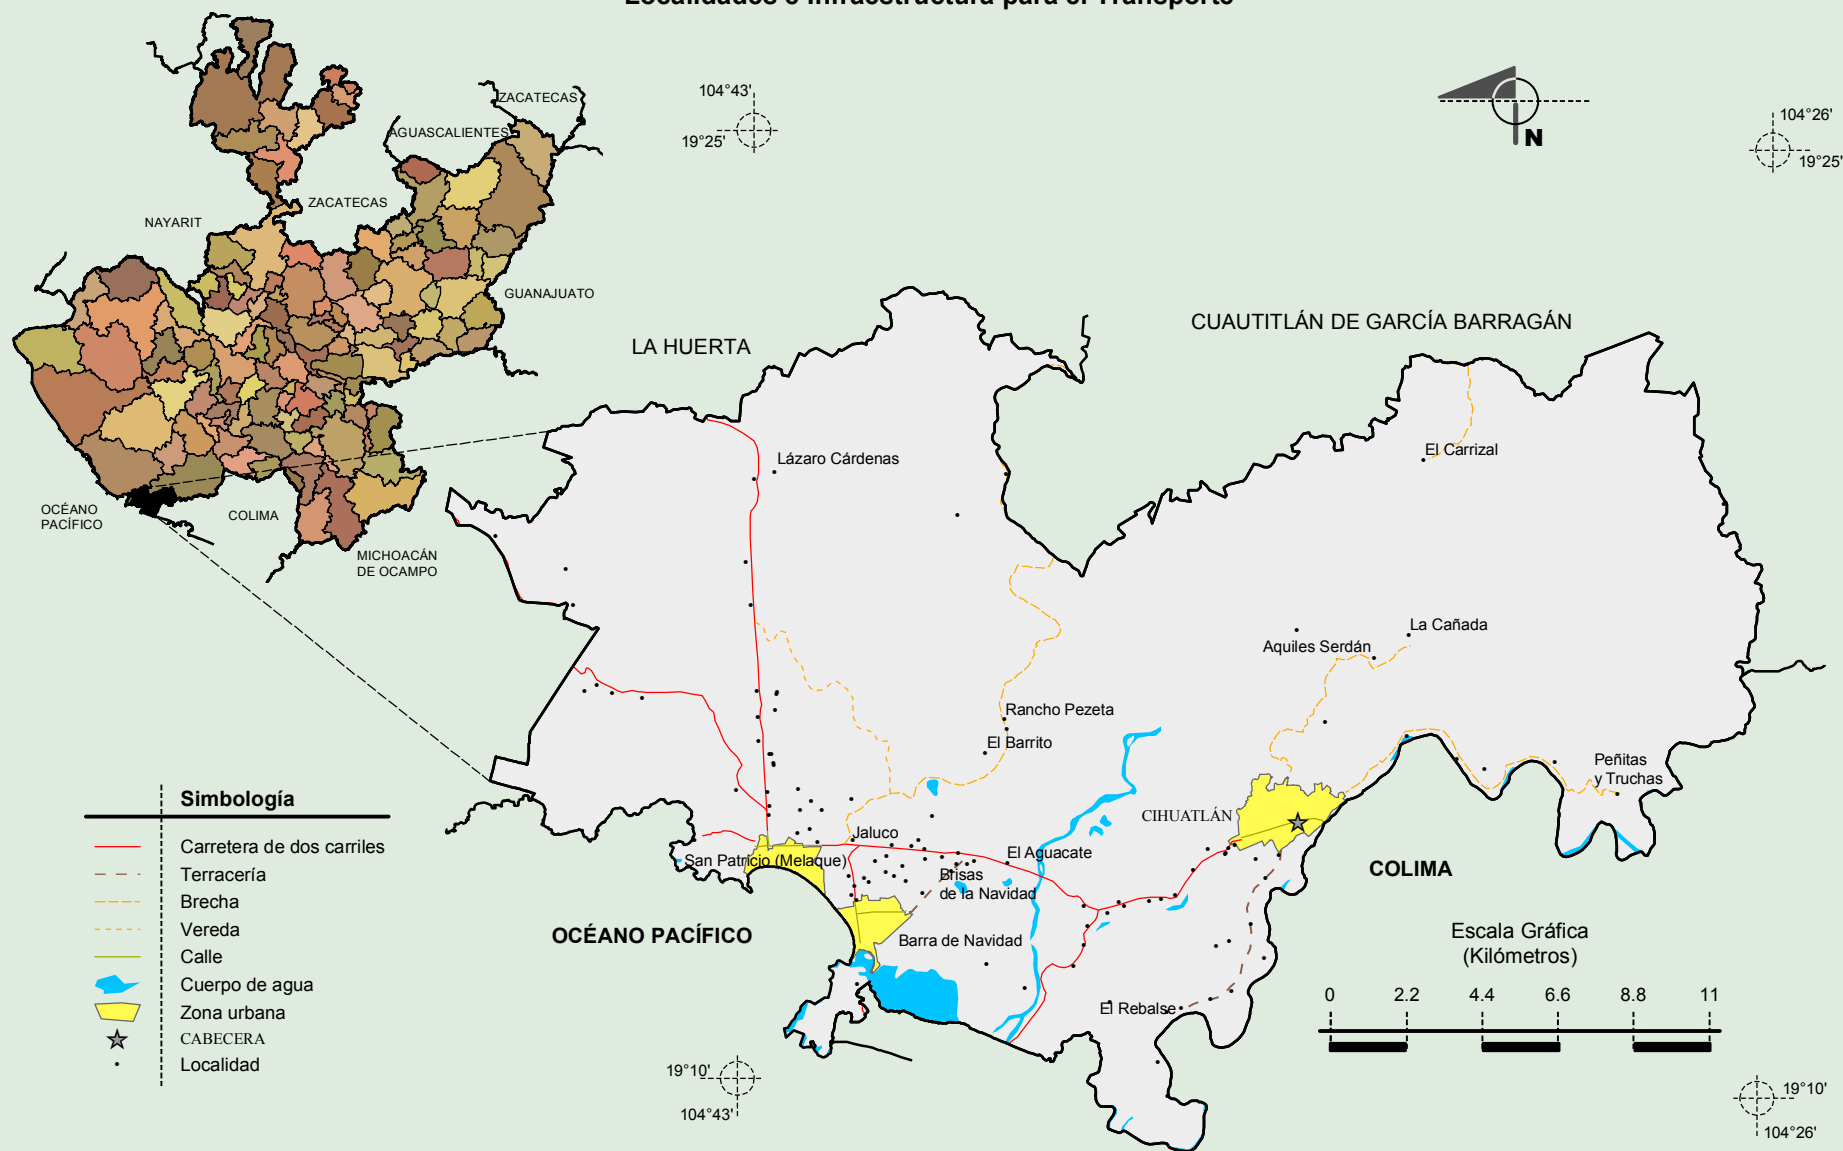 Localidades e Infraestructura para el Transporte
ZACATECAS
AGUASCALIENTES
ZACATECAS
NAYARIT
GUANAJUATO
OCÉANO
PACÍFICO
COLIMA
MICHOACÁN
DE OCAMPO
104°43'
19°25'
N
104°26'
19°25'
LA HUERTA
CUAUTITLÁN DE GARCÍA BARRAGÁN
Lázaro Cárdenas
El Carrizal
La Cañada
Aquiles Serdán
Rancho Pezeta
El Barrito
Peñitas
y Truchas
CIHUATLÁN
Jaluco
San Patricio (Melaque)
El Aguacate
Brisas
de la Navidad
COLIMA
OCÉANO PACÍFICO
Barra de Navidad
El Rebalse
Simbología
Carretera de dos carriles
Terracería
Brecha
Vereda
Calle
Cuerpo de agua
Zona urbana
CABECERA
Localidad
Escala Gráfica
(Kilómetros)
0 2.2 4.4 6.6 8.8 11
19°10'
104°43'
19°10'
104°26'